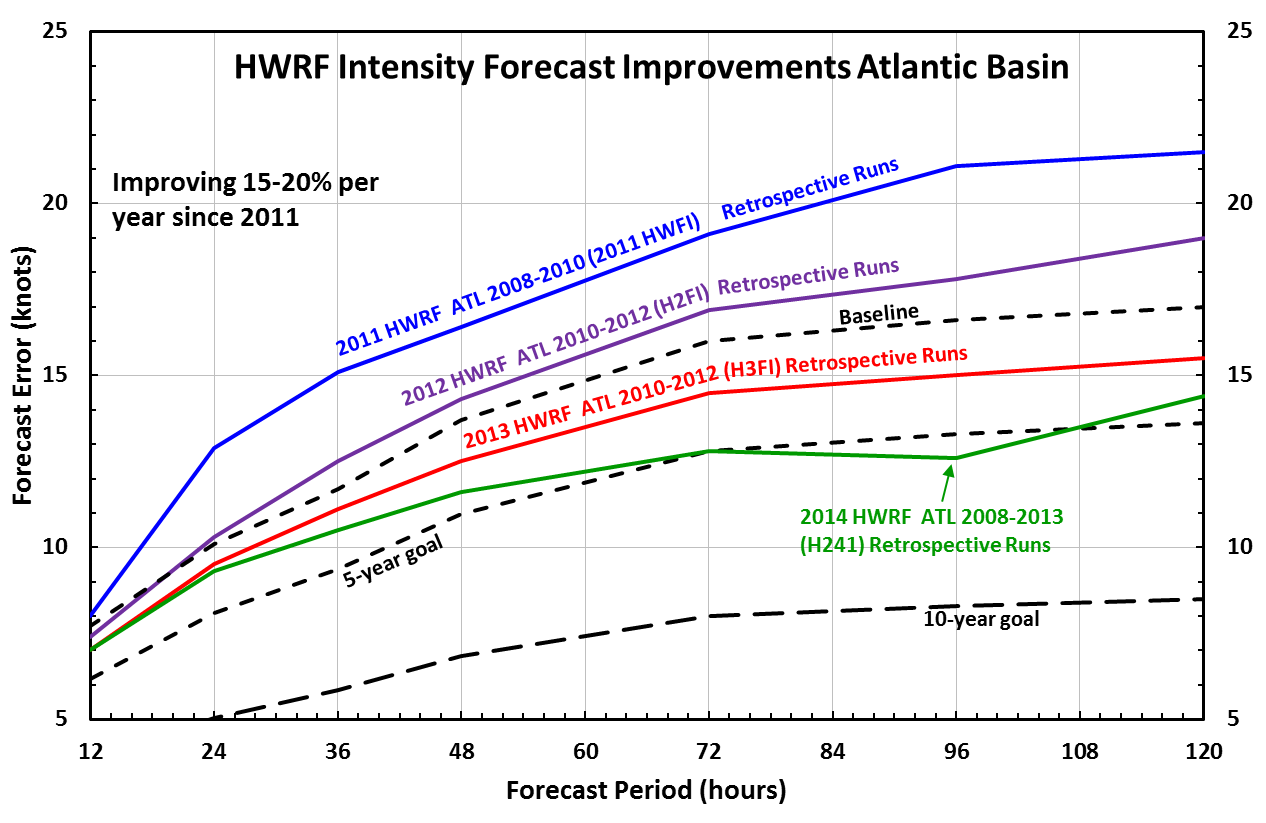 HWRF Intensity Forecast Improvements Atlantic Basin
Improving 15-20% per
year since 2011
2011 HWRF ATL 2008-2010 (2011 HWFI) Retrospective Runs
2012 HWRF ATL 2010-2012 (H2FI) Retrospective Runs
Baseline
2013 HWRF ATL 2010-2012 (H3FI) Retrospective Runs
5-year goal
2014 HWRF ATL 2008-2013
(H241) Retrospective Runs
10-year goal
Forecast Error (knots)
25
20
15
10
5
25
20
15
10
5
12 24 36 48 60 72 84 96 108 120
Forecast Period (hours)